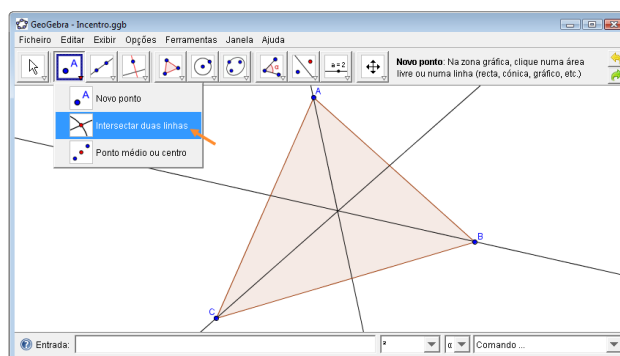 GeoGebra - Incentro.ggb
Ficheiro Editar Exibir Opções Ferramentas Janela Ajuda
A
α
a = 2
Novo ponto: Na zona gráfica, clique numa área
livre ou numa linha (recta, cónica, gráfico, etc.)
A Novo ponto
Intersectar duas linhas
Ponto médio ou centro
A
B
C
Entrada:
²
α
Comando ...